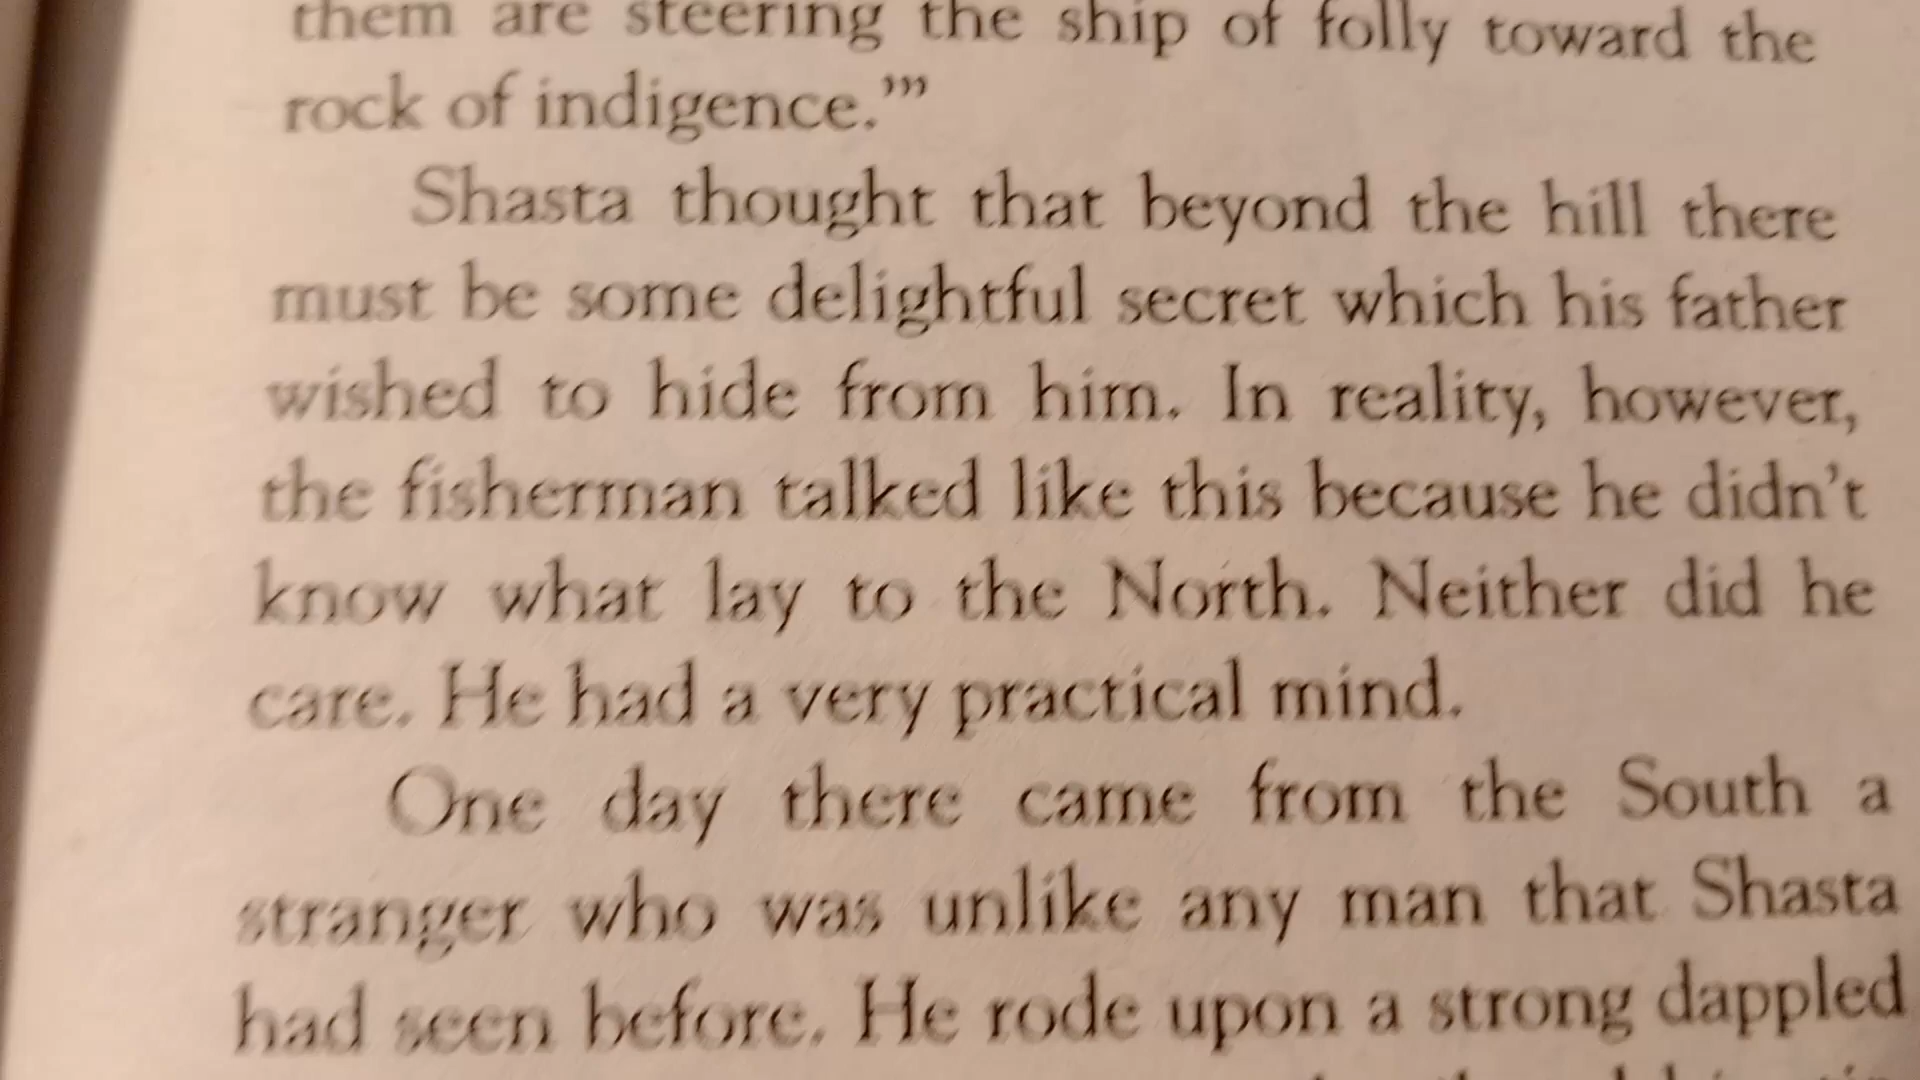 them are steering the ship of folly toward the
rock of indigence.’”
Shasta thought that beyond the hill there
must be some delightful secret which his father
wished to hide from him. In reality, however,
the fisherman talked like this because he didn’t
know what lay to the North. Neither did he
care. He had a very practical mind.
One day there came from the South a
stranger who was unlike any man that Shasta
had seen before. He rode upon a strong dappled